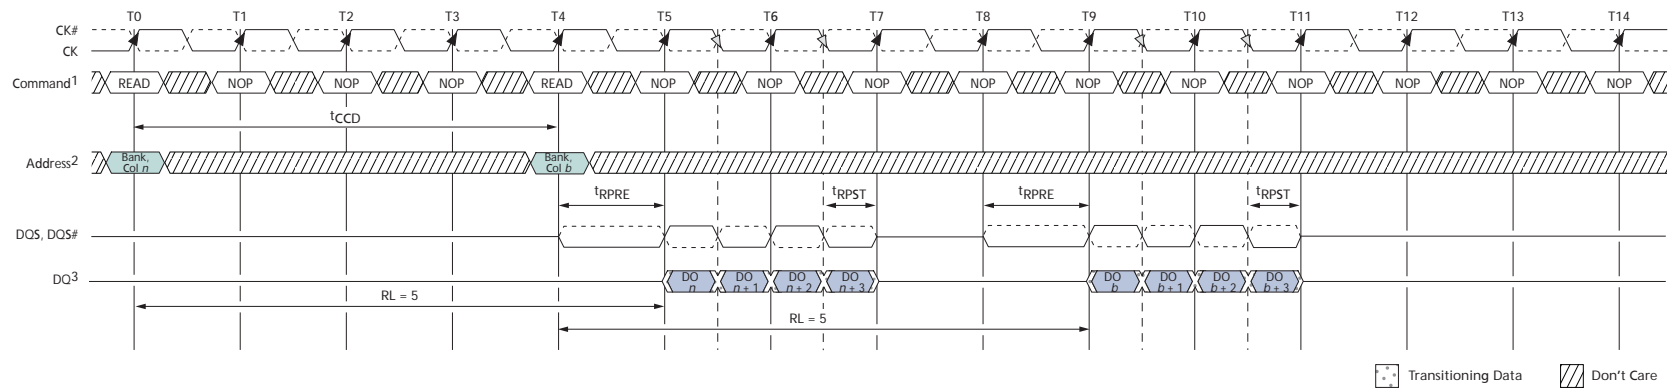 T0 T1 T2 T3 T4 T5 T6 T7 T8 T9 T10 T11 T12 T13 T14
CK#
CK
Command1 READ NOP NOP NOP READ NOP NOP NOP NOP NOP NOP NOP NOP NOP NOP
tCCD
Address2 Bank, Col n Bank, Col b
tRPRE tRPST tRPRE tRPST
DQS, DQS#
DQ3 DO n DO n + 1 DO n + 2 DO n + 3 DO b DO b + 1 DO b + 2 DO b + 3
RL = 5
RL = 5
Transitioning Data Don't Care